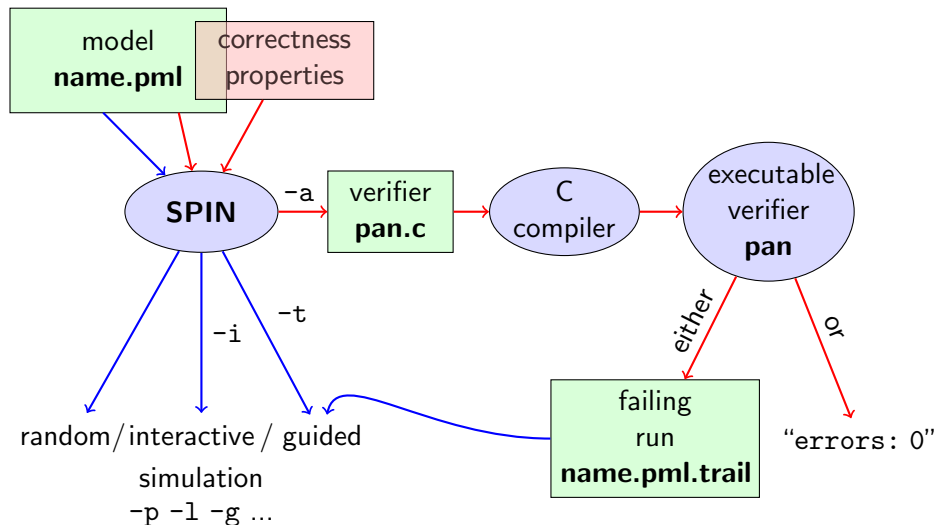 model
name.pml
correctness
properties
SPIN
-a
verifier
pan.c
C
compiler
executable
verifier
pan
-i
-t
either
or
random/interactive/guided
simulation
-p -l -g ...
failing
run
name.pml.trail
“errors: 0”